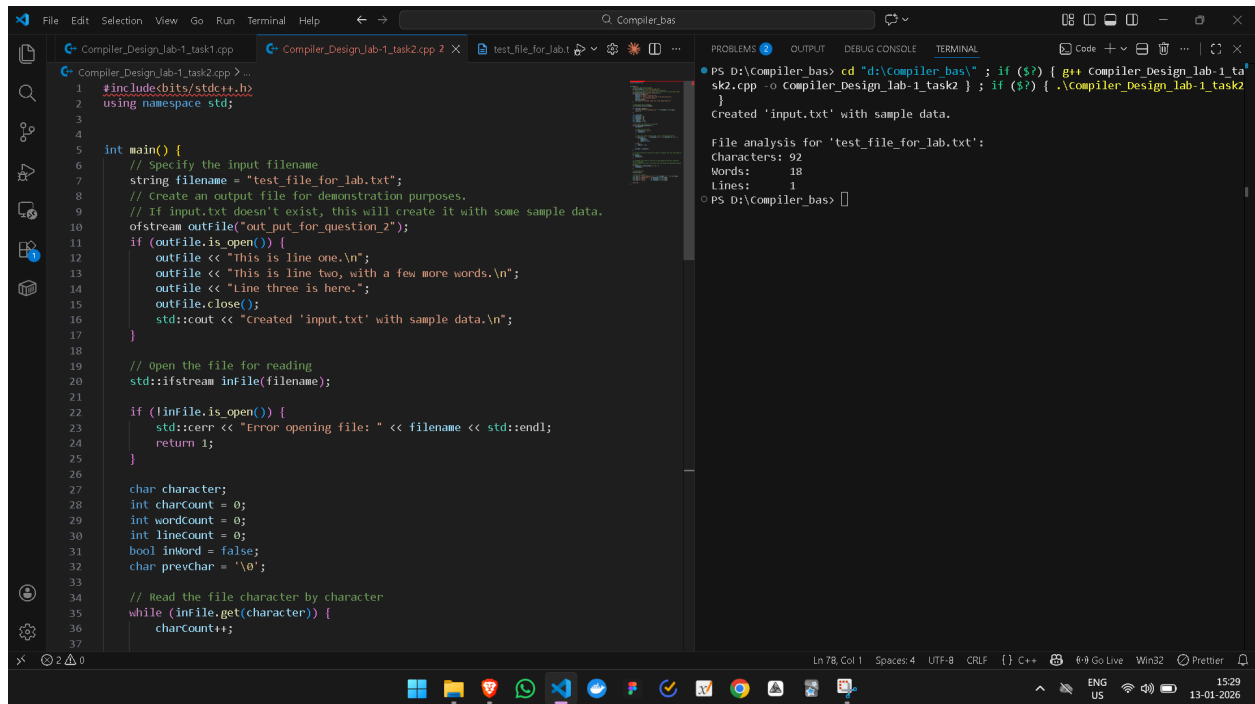 File Edit Selection View Go Run Terminal Help
Compiler_bas
Compiler_Design_lab-1_task1.cpp
Compiler_Design_lab-1_task2.cpp 2
test_file_for_lab.t
Compiler_Design_lab-1_task2.cpp > ...
1 #include<bits/stdc++.h>
2 using namespace std;
3
4
5 int main() {
6 // Specify the input filename
7 string filename = "test_file_for_lab.txt";
8 // Create an output file for demonstration purposes.
9 // If input.txt doesn't exist, this will create it with some sample data.
10 ofstream outFile("out_put_for_question_2");
11 if (outFile.is_open()) {
12 outFile << "This is line one.\n";
13 outFile << "This is line two, with a few more words.\n";
14 outFile << "Line three is here.";
15 outFile.close();
16 std::cout << "Created 'input.txt' with sample data.\n";
17 }
18
19 // Open the file for reading
20 std::ifstream inFile(filename);
21
22 if (!inFile.is_open()) {
23 std::cerr << "Error opening file: " << filename << std::endl;
24 return 1;
25 }
26
27 char character;
28 int charCount = 0;
29 int wordCount = 0;
30 int lineCount = 0;
31 bool inWord = false;
32 char prevChar = '\0';
33
34 // Read the file character by character
35 while (inFile.get(character)) {
36 charCount++;
37
PROBLEMS 2 OUTPUT DEBUG CONSOLE TERMINAL
Code
PS D:\Compiler_bas> cd "d:\Compiler_bas\" ; if ($?) { g++ Compiler_Design_lab-1_ta
sk2.cpp -o Compiler_Design_lab-1_task2 } ; if ($?) { .\Compiler_Design_lab-1_task2
}
Created 'input.txt' with sample data.
File analysis for 'test_file_for_lab.txt':
Characters: 92
Words: 18
Lines: 1
PS D:\Compiler_bas>
1
2 0
Ln 78, Col 1 Spaces: 4 UTF-8 CRLF {} C++ Go Live Win32 Prettier
ENG
US
15:29
13-01-2026